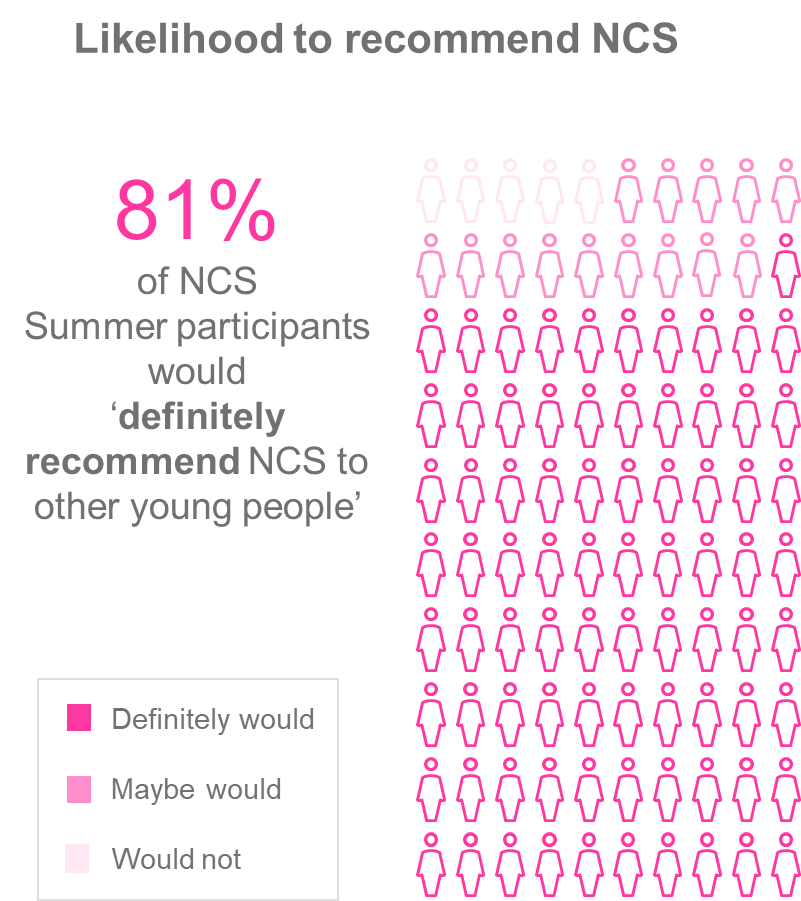 Likelihood to recommend NCS
81%
of NCS
Summer participants
would
‘definitely
recommend NCS to
other young people’
Definitely would
Maybe would
Would not